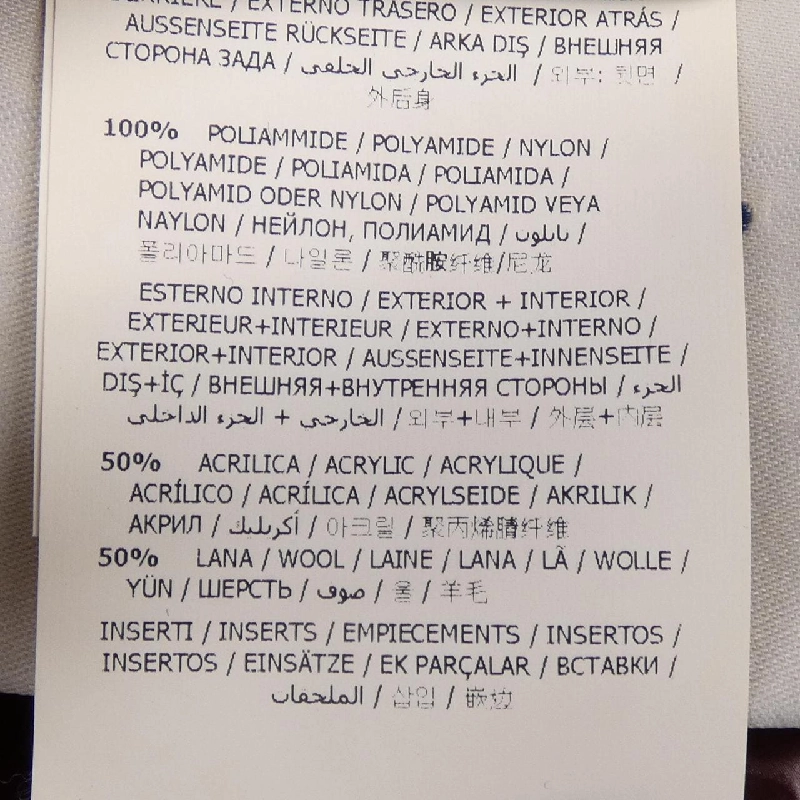 DERRIÈRE / EXTERNO TRASERO / EXTERIOR ATRÁS /
AUSSENSEITE RÜCKSEITE / ARKA DIŞ / ВНЕШНЯЯ
СТОРОНА ЗАДА / الجزء الخارجي الخلفي / 외부: 뒷면 /
外后身
100% POLIAMMIDE / POLYAMIDE / NYLON /
POLYAMIDE / POLIAMIDA / POLIAMIDA /
POLYAMID ODER NYLON / POLYAMID VEYA
NAYLON / НЕЙЛОН, ПОЛИАМИД / نايلون /
폴리아마드 / 나일론 / 聚酰胺纤维/尼龙
ESTERNO INTERNO / EXTERIOR + INTERIOR /
EXTERIEUR+INTERIEUR / EXTERNO+INTERNO /
EXTERIOR+INTERIOR / AUSSENSEITE+INNENSEITE /
DIŞ+İÇ / ВНЕШНЯЯ+ВНУТРЕННЯЯ СТОРОНЫ / الجزء
الخارجي + الجزء الداخلي / 외부+내부 / 外层+内层
50% ACRILICA / ACRYLIC / ACRYLIQUE /
ACRÍLICO / ACRÍLICA / ACRYLSEIDE / AKRILIK /
АКРИЛ / أكريليك / 아크릴 / 聚丙烯腈纤维
50% LANA / WOOL / LAINE / LANA / LÃ / WOLLE /
YÜN / ШЕРСТЬ / صوف / 울 / 羊毛
INSERTI / INSERTS / EMPIECEMENTS / INSERTOS /
INSERTOS / EINSÄTZE / EK PARÇALAR / ВСТАВКИ /
الملحقات / 삽입 / 嵌边